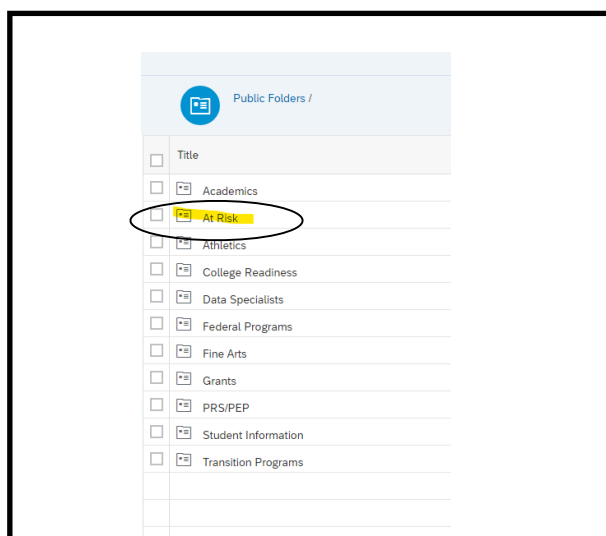 Public Folders /
Title
Academics
At Risk
Athletics
College Readiness
Data Specialists
Federal Programs
Fine Arts
Grants
PRS/PEP
Student Information
Transition Programs